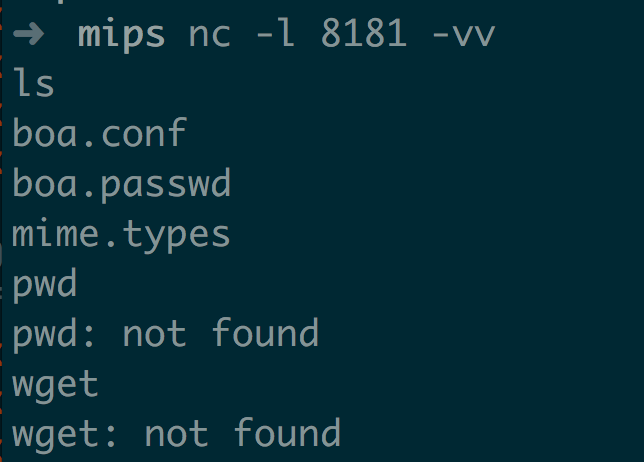 ➜ mips nc -l 8181 -vv
ls
boa.conf
boa.passwd
mime.types
pwd
pwd: not found
wget
wget: not found